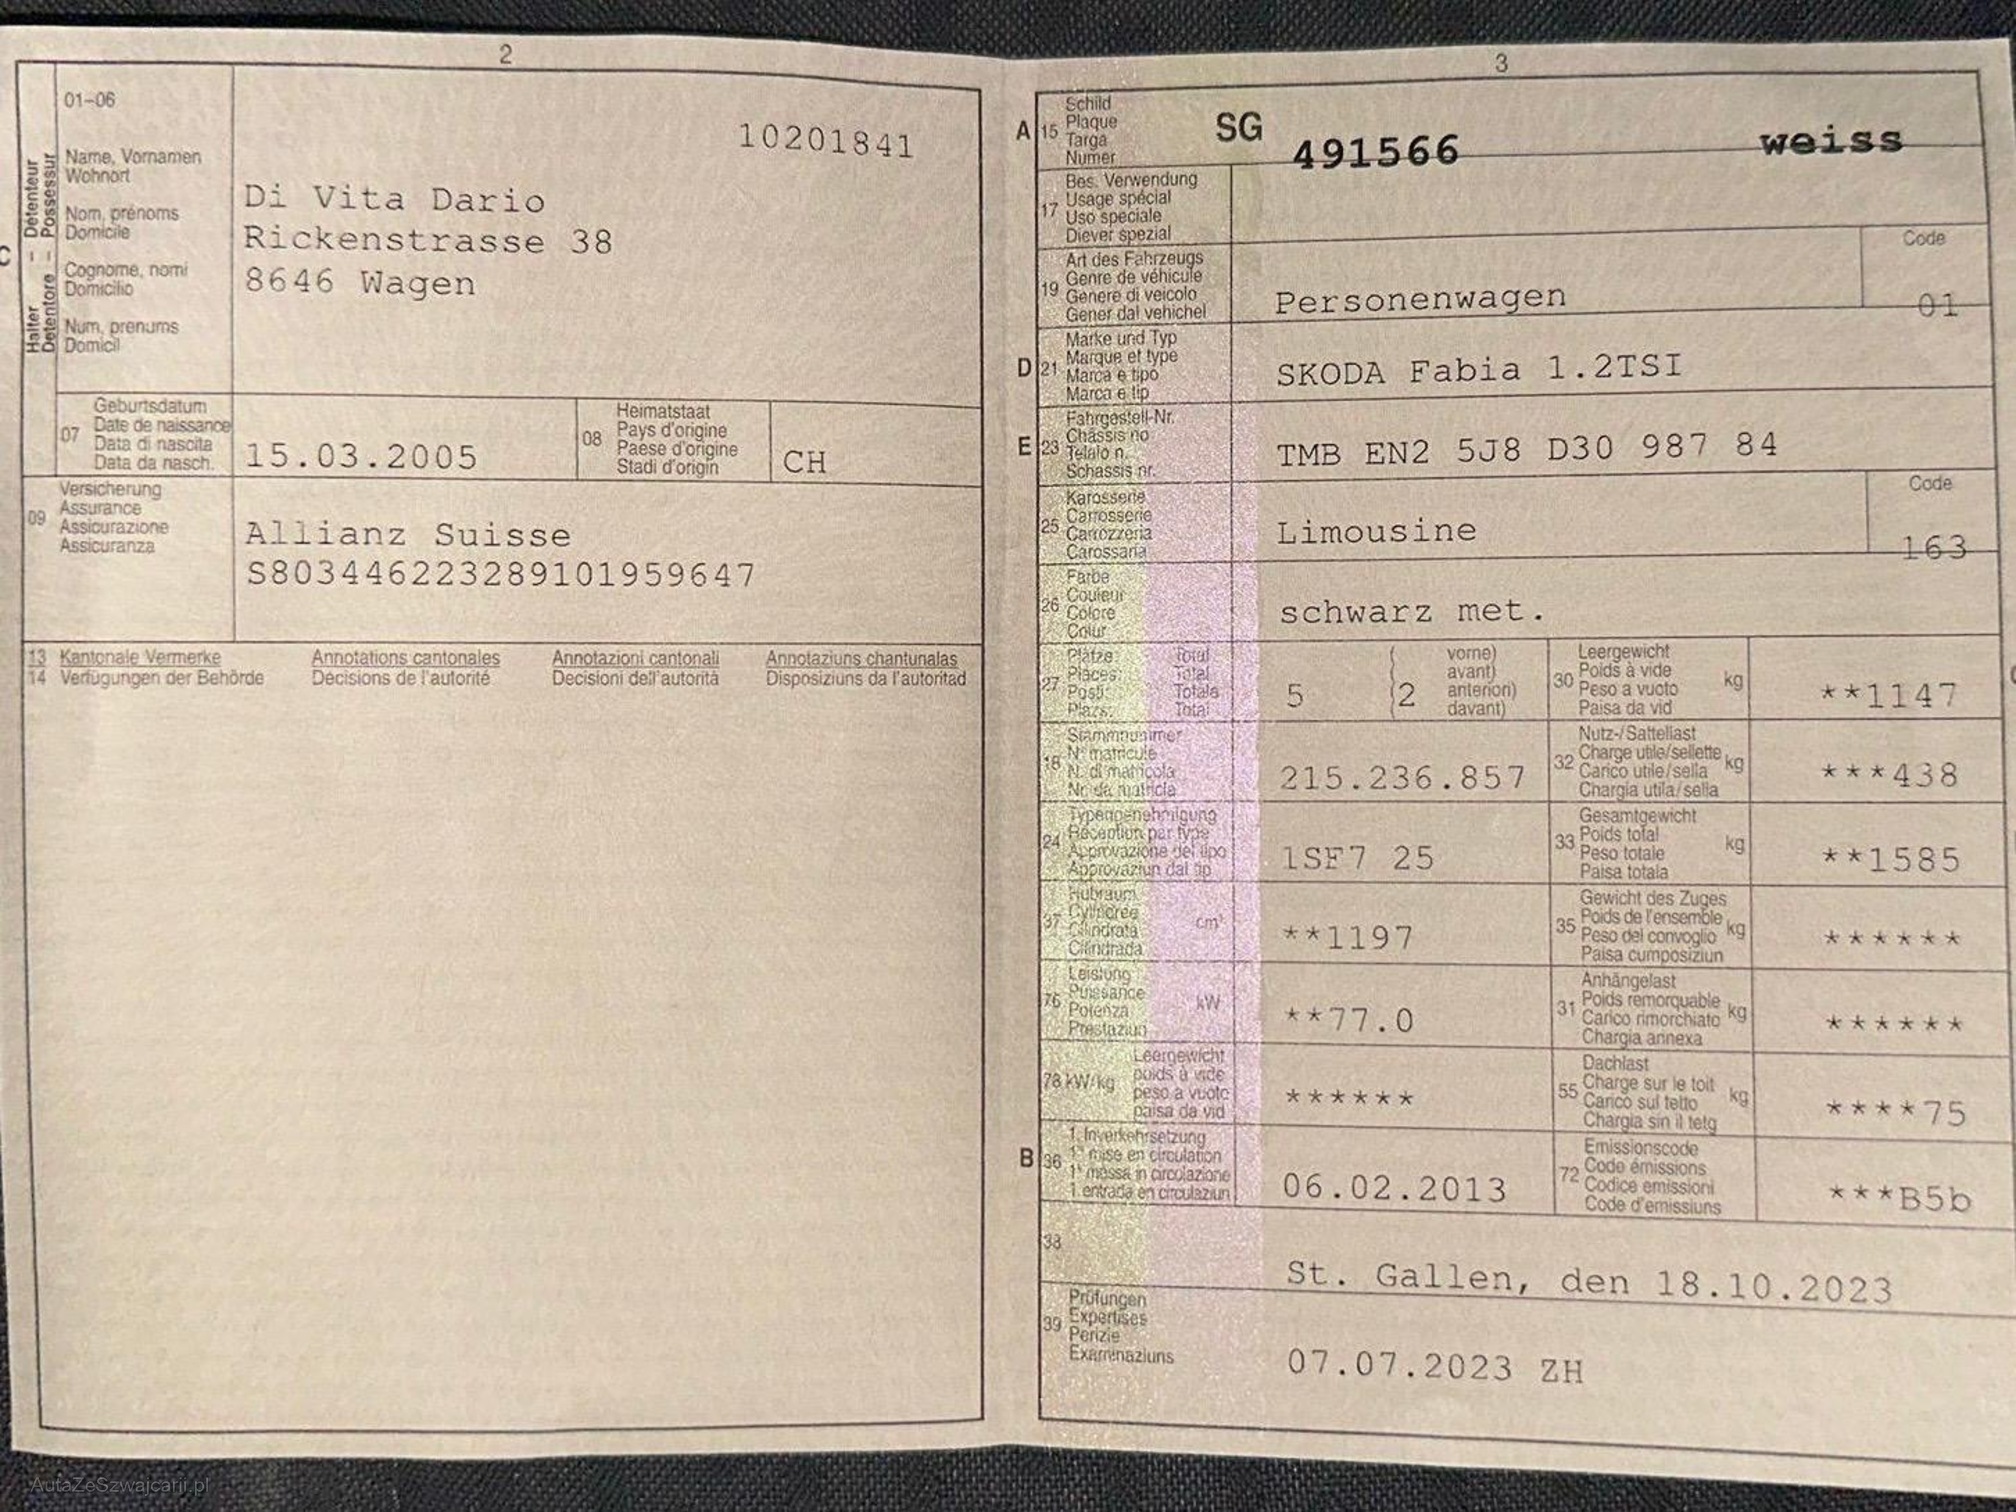 2
01-06
10201841
Halter - Détenteur
Detentore - Possessur
C
Name, Vornamen
Wohnort
Nom, prénoms
Domicile
Cognome, nomi
Domicilio
Num, prenums
Domicil
Di Vita Dario
Rickenstrasse 38
8646 Wagen
07
Geburtsdatum
Date de naissance
Data di nascita
Data da nasch.
15.03.2005
08
Heimatstaat
Pays d'origine
Paese d'origine
Stadi d'origin
CH
09
Versicherung
Assurance
Assicurazione
Assicuranza
Allianz Suisse
S803446223289101959647
13 Kantonale Vermerke Annotations cantonales Annotazioni cantonali Annotaziuns chantunalas
14 Verfügungen der Behörde Décisions de l'autorité Decisioni dell'autorità Disposiziuns da l'autoritad
3
A 15
Schild
Plaque
Targa
Numer
SG 491566 weiss
17
Bes. Verwendung
Usage spécial
Uso speciale
Diever spezial
19
Art des Fahrzeugs
Genre de véhicule
Genere di veicolo
Gener dal vehichel
Personenwagen
Code
01
D 21
Marke und Typ
Marque et type
Marca e tipo
Marca e tip
SKODA Fabia 1.2TSI
E 23
Fahrgestell-Nr.
Châssis no
Telaio n.
Schassis nr.
TMB EN2 5J8 D30 987 84
25
Karosserie
Carrosserie
Carrozzeria
Carossaria
Limousine
Code
163
26
Farbe
Couleur
Colore
Colur
schwarz met.
27
Plätze: Total
Places: Total
Posti: Totale
Plazs: Total
5 (2
vorne)
avant)
anteriori)
davant)
30
Leergewicht
Poids à vide
Peso a vuoto
Paisa da vid
kg
**1147
18
Stammnummer
N° matricule
N. di matricola
Nr. da matricla
215.236.857
32
Nutz-/Sattellast
Charge utile/sellette
Carico utile/sella
Chargia utila/sella
kg
***438
24
Typengenehmigung
Réception par type
Approvazione del tipo
Approvaziun dal tip
1SF7 25
33
Gesamtgewicht
Poids total
Peso totale
Paisa totala
kg
**1585
37
Hubraum
Cylindrée
Cilindrata
Cilindrada
cm³
**1197
35
Gewicht des Zuges
Poids de l'ensemble
Peso del convoglio
Paisa cumposiziun
kg
******
76
Leistung
Puissance
Potenza
Prestaziun
kW
**77.0
31
Anhängelast
Poids remorquable
Carico rimorchiato
Chargia annexa
kg
******
78 kW/kg
Leergewicht
poids à vide
peso a vuoto
paisa da vid
******
55
Dachlast
Charge sur le toit
Carico sul tetto
Chargia sin il tetg
kg
****75
B 36
1. Inverkehrsetzung
1re mise en circulation
1a messa in circolazione
1. entrada en circulaziun
06.02.2013
72
Emissionscode
Code émissions
Codice emissioni
Code d'emissiuns
***B5b
38
St. Gallen, den 18.10.2023
39
Prüfungen
Expertises
Perizie
Examinaziuns
07.07.2023 ZH
AutaZeSzwajcarii.pl